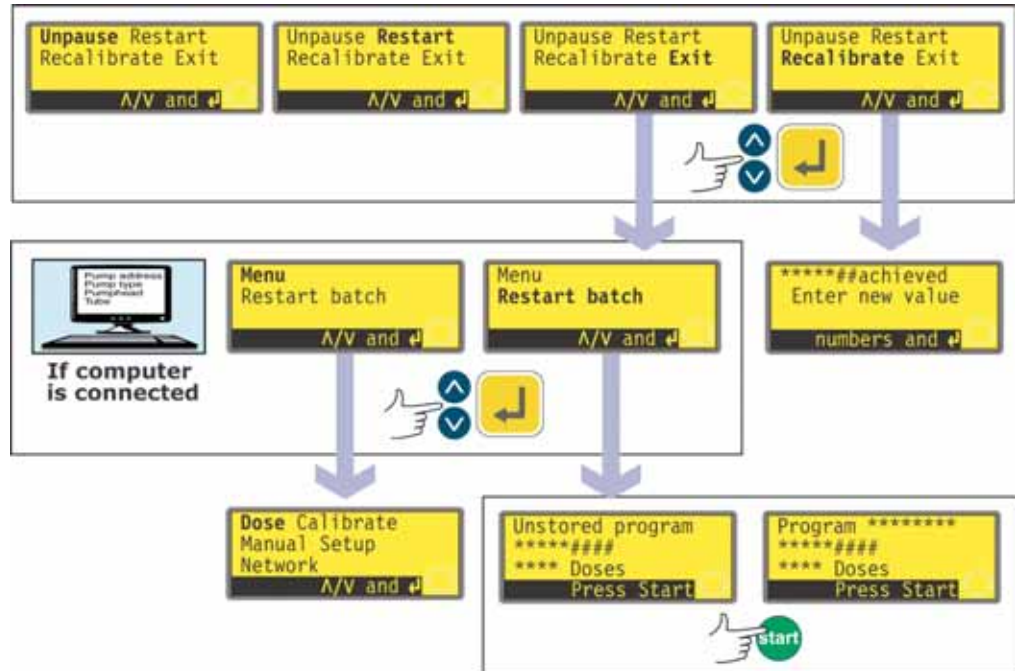 Unpause Restart
Recalibrate Exit
∧/∨ and ↵
Unpause Restart
Recalibrate Exit
∧/∨ and ↵
Unpause Restart
Recalibrate Exit
∧/∨ and ↵
Unpause Restart
Recalibrate Exit
∧/∨ and ↵
Pump address
Pump type
Pumphead
Tube
If computer
is connected
Menu
Restart batch
∧/∨ and ↵
Menu
Restart batch
∧/∨ and ↵
*****##achieved
Enter new value
numbers and ↵
Dose Calibrate
Manual Setup
Network
∧/∨ and ↵
Unstored program
*****####
**** Doses
Press Start
Program ********
*****####
**** Doses
Press Start
start